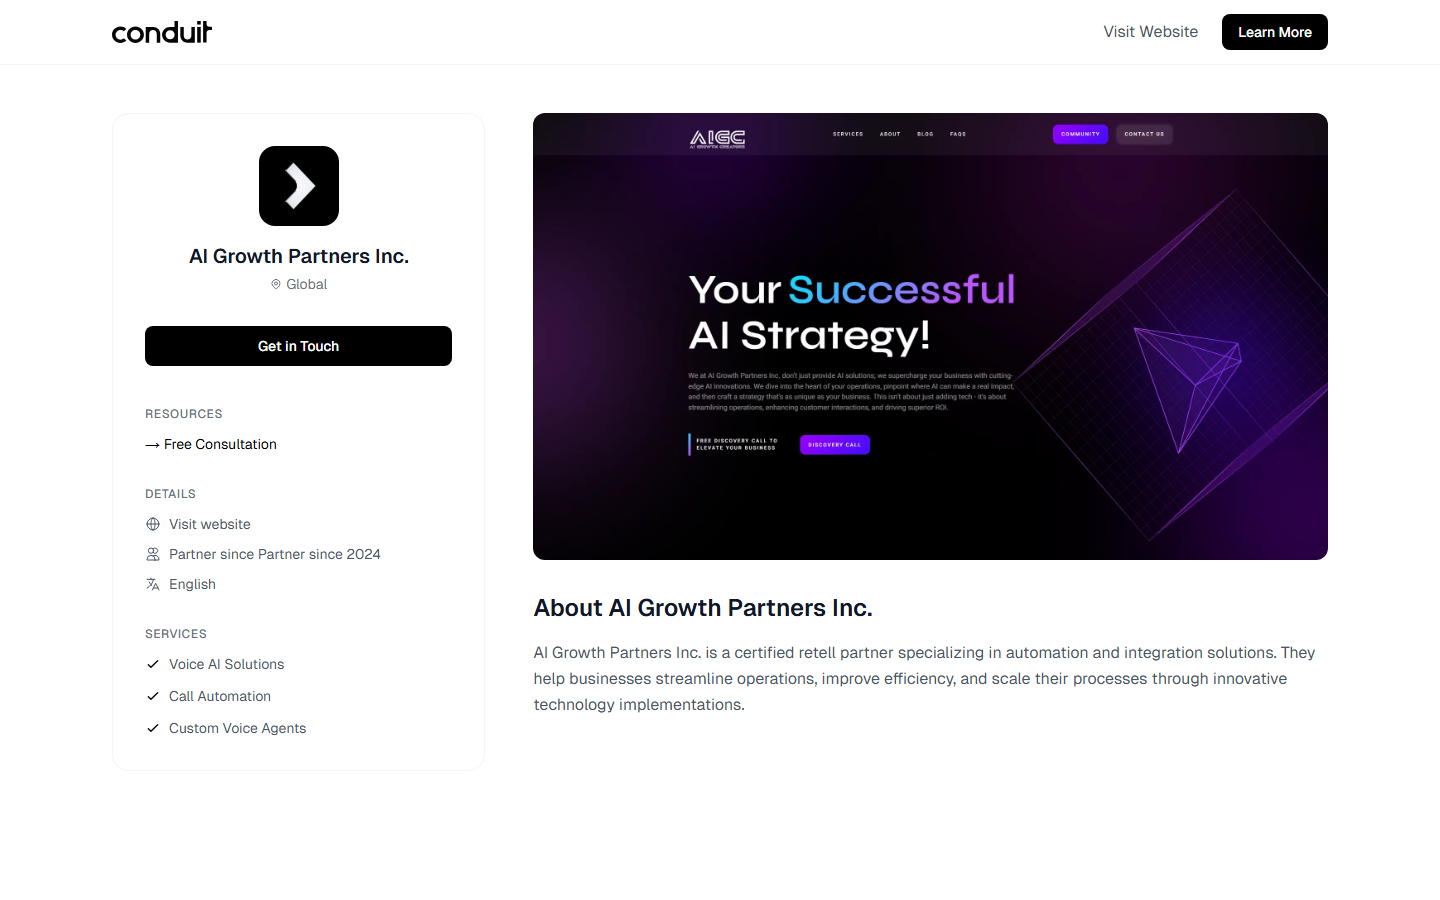 conduit
Visit Website
Learn More
AI Growth Partners Inc.
Global
Get in Touch
RESOURCES
→ Free Consultation
DETAILS
Visit website
Partner since Partner since 2024
English
SERVICES
Voice AI Solutions
Call Automation
Custom Voice Agents
AIGC
AI GROWTH CREATORS
SERVICES
ABOUT
BLOG
FAQS
COMMUNITY
CONTACT US
Your Successful
AI Strategy!
We at AI Growth Partners Inc. don't just provide AI solutions; we supercharge your business with cutting-
edge AI innovations. We dive into the heart of your operations, pinpoint where AI can make a real impact,
and then craft a strategy that's as unique as your business. This isn't about just adding tech - it's about
streamlining operations, enhancing customer interactions, and driving superior ROI.
FREE DISCOVERY CALL TO
ELEVATE YOUR BUSINESS
DISCOVERY CALL
About AI Growth Partners Inc.
AI Growth Partners Inc. is a certified retell partner specializing in automation and integration solutions. They
help businesses streamline operations, improve efficiency, and scale their processes through innovative
technology implementations.